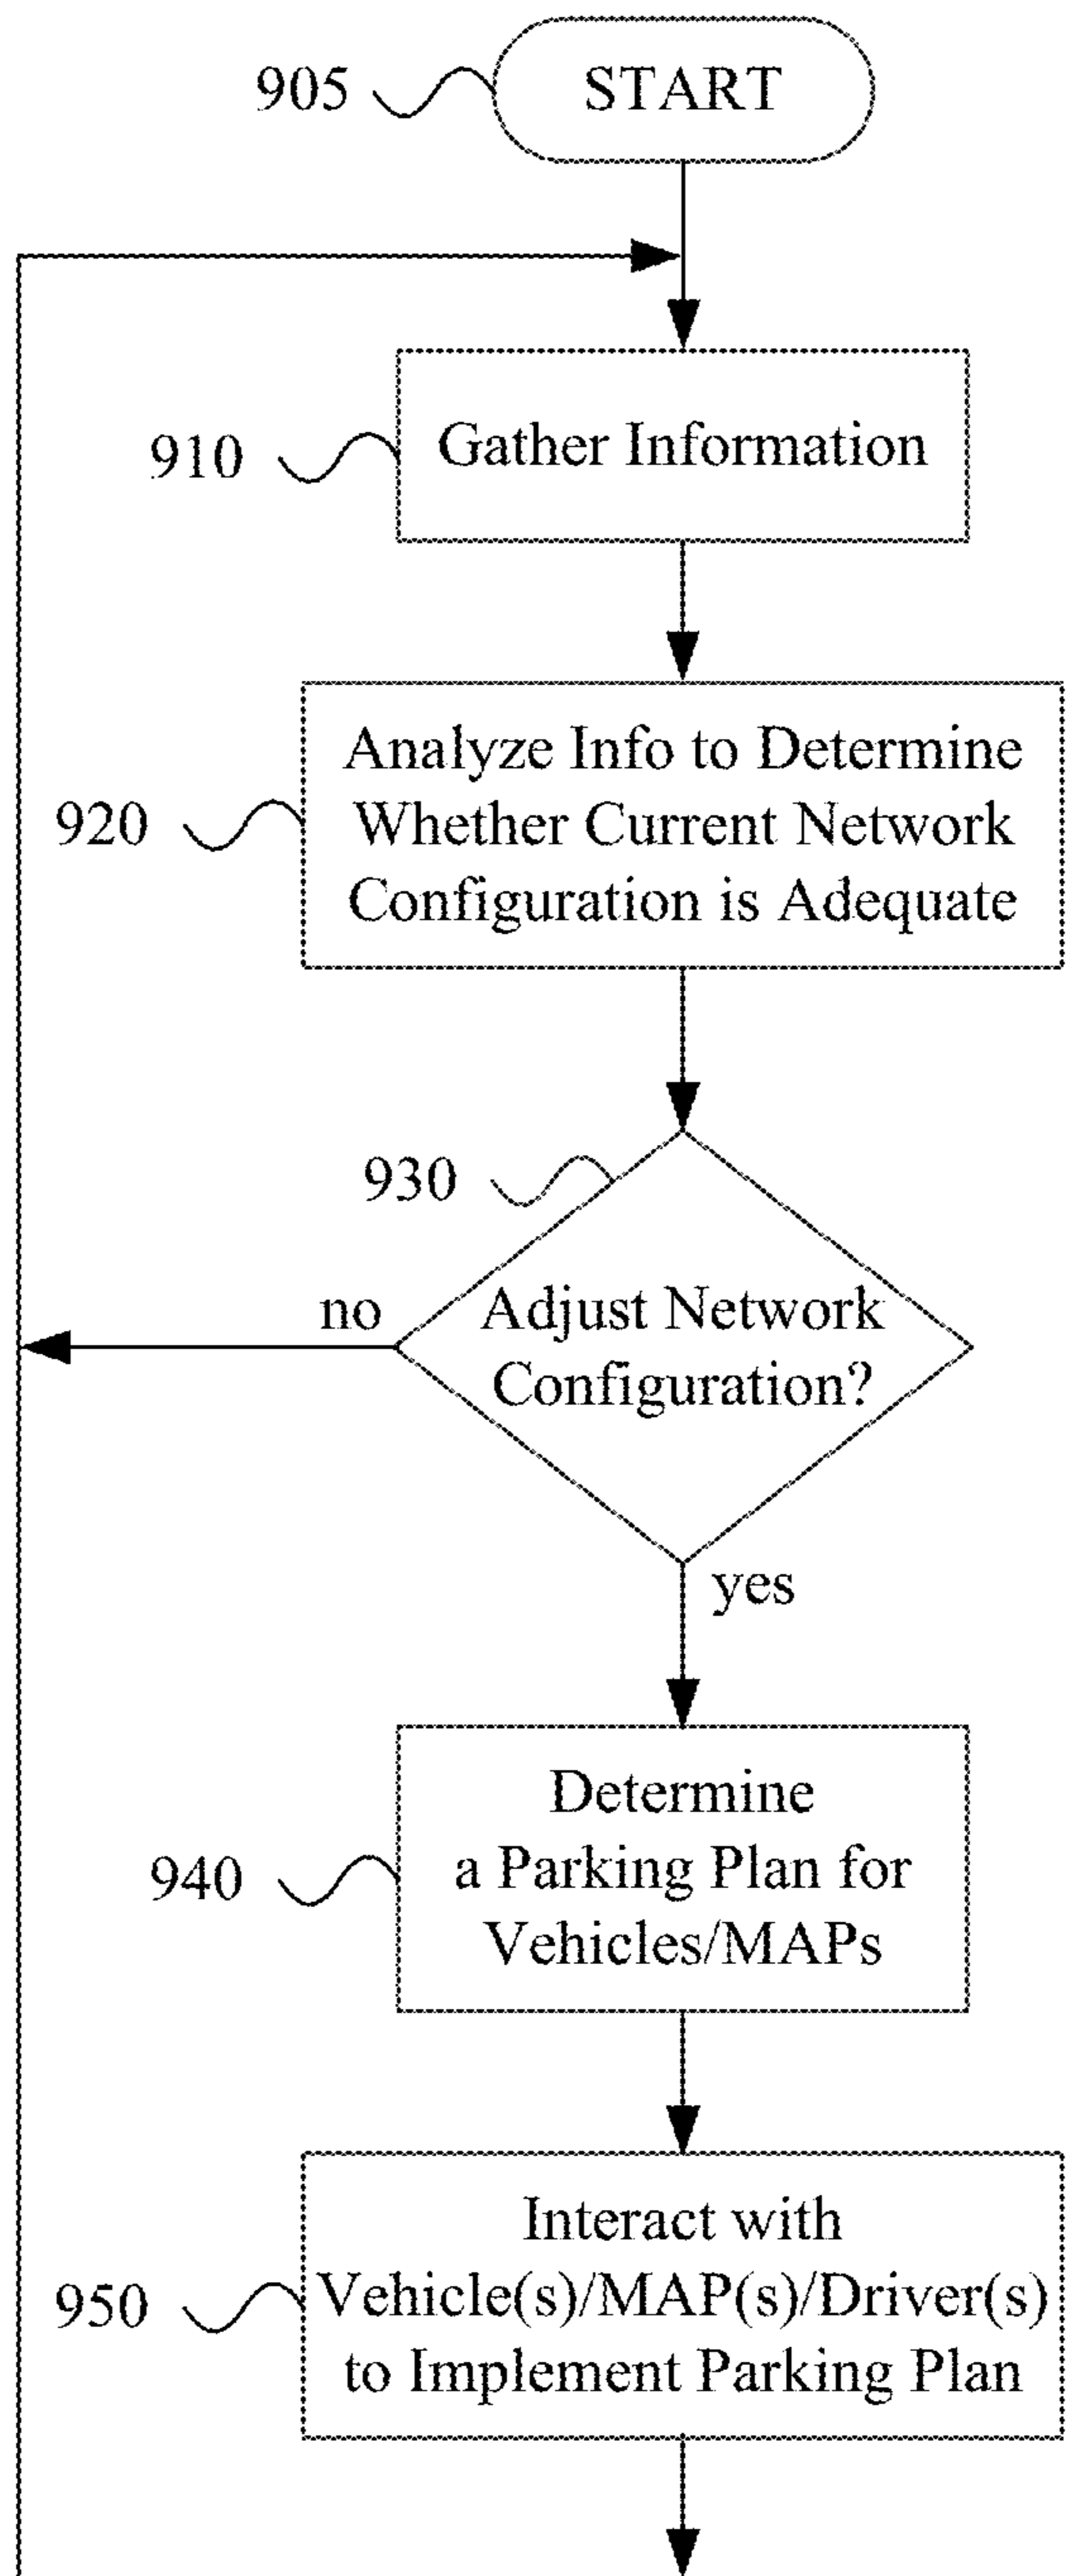 905
START
910
Gather Information
920
Analyze Info to Determine
Whether Current Network
Configuration is Adequate
930
no
Adjust Network
Configuration?
yes
940
Determine
a Parking Plan for
Vehicles/MAPs
950
Interact with
Vehicle(s)/MAP(s)/Driver(s)
to Implement Parking Plan